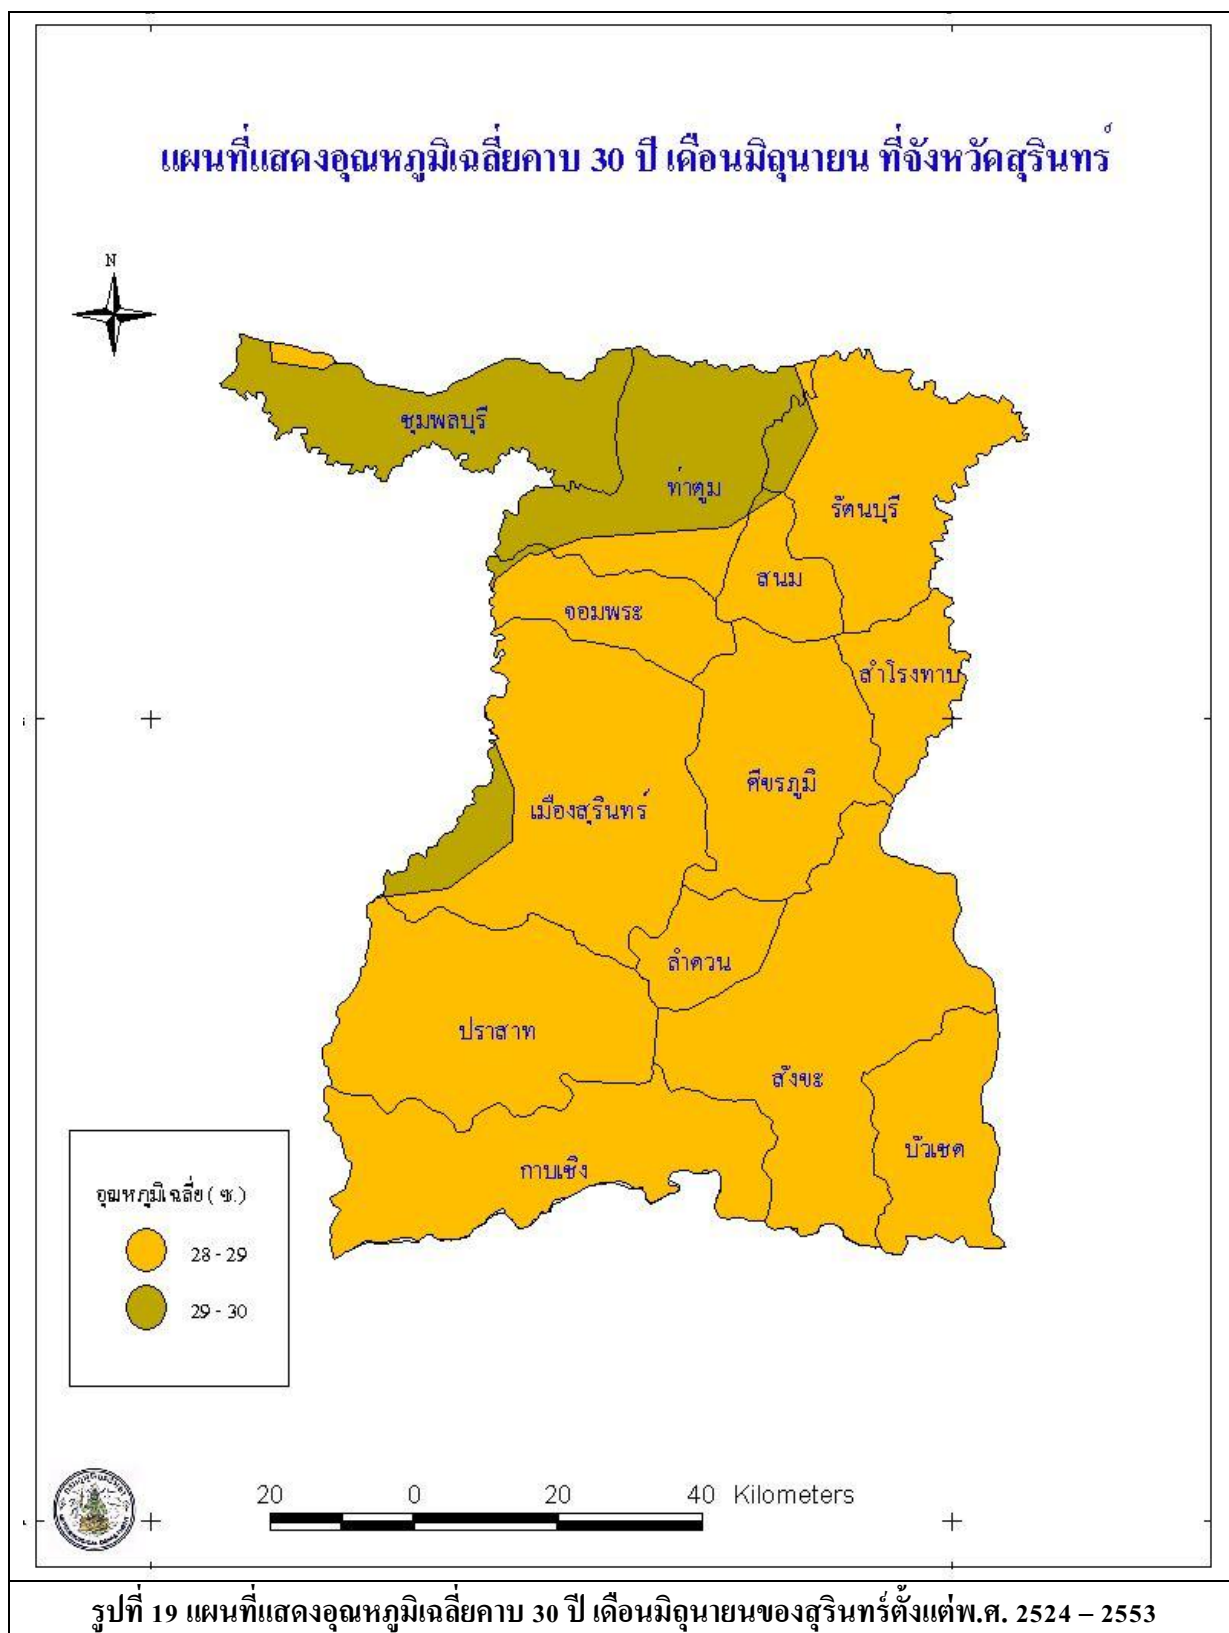 แผนที่แสดงอุณหภูมิเฉลี่ยคาบ 30 ปี เดือนมิถุนายน ที่จังหวัดสุรินทร์
N
ชุมพลบุรี
ท่าตูม
รัตนบุรี
สนม
จอมพระ
สำโรงทาบ
ศีขรภูมิ
เมืองสุรินทร์
ลำดวน
ปราสาท
สังขะ
บัวเชด
กาบเชิง
อุณหภูมิเฉลี่ย ( ซ.)
28 - 29
29 - 30
20 0 20 40 Kilometers
รูปที่ 19 แผนที่แสดงอุณหภูมิเฉลี่ยคาบ 30 ปี เดือนมิถุนายนของสุรินทร์ตั้งแต่พ.ศ. 2524 – 2553